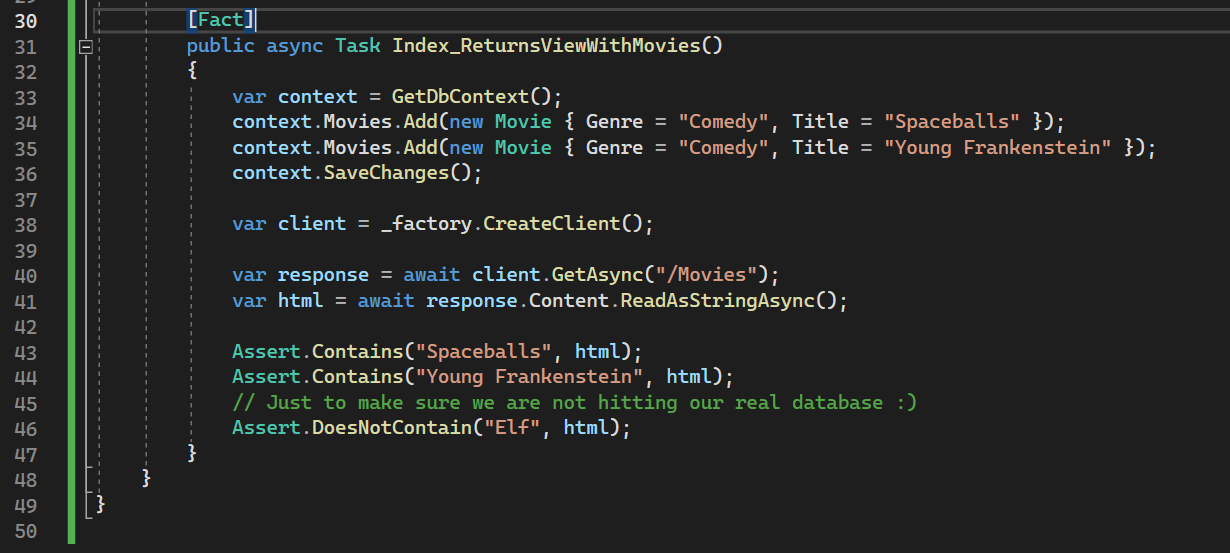 29
30 [Fact]
31 public async Task Index_ReturnsViewWithMovies()
32 {
33 var context = GetDbContext();
34 context.Movies.Add(new Movie { Genre = "Comedy", Title = "Spaceballs" });
35 context.Movies.Add(new Movie { Genre = "Comedy", Title = "Young Frankenstein" });
36 context.SaveChanges();
37
38 var client = _factory.CreateClient();
39
40 var response = await client.GetAsync("/Movies");
41 var html = await response.Content.ReadAsStringAsync();
42
43 Assert.Contains("Spaceballs", html);
44 Assert.Contains("Young Frankenstein", html);
45 // Just to make sure we are not hitting our real database :)
46 Assert.DoesNotContain("Elf", html);
47 }
48 }
49 }
50